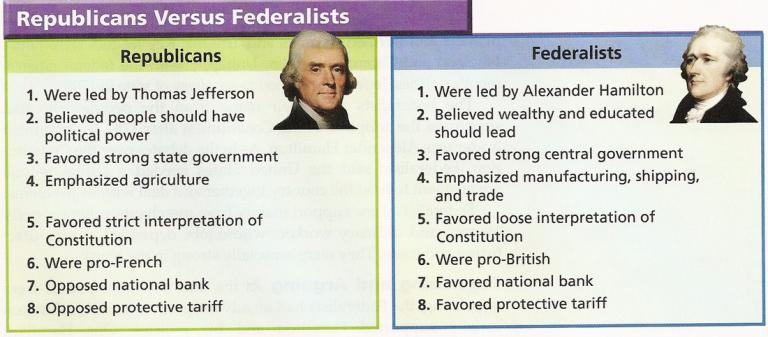 Republicans Versus Federalists
Republicans
1. Were led by Thomas Jefferson
2. Believed people should have
political power
3. Favored strong state government
4. Emphasized agriculture
5. Favored strict interpretation of
Constitution
6. Were pro-French
7. Opposed national bank
8. Opposed protective tariff
Federalists
1. Were led by Alexander Hamilton
2. Believed wealthy and educated
should lead
3. Favored strong central government
4. Emphasized manufacturing, shipping,
and trade
5. Favored loose interpretation of
Constitution
6. Were pro-British
7. Favored national bank
8. Favored protective tariff